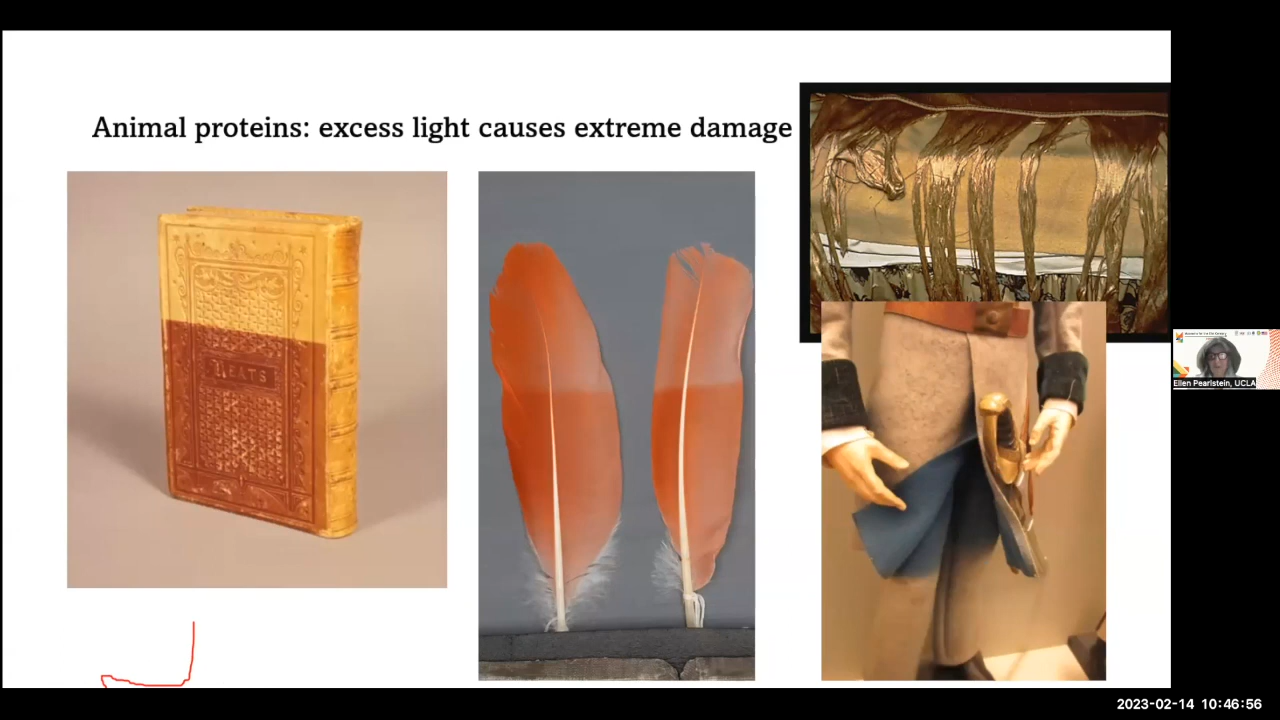 Animal proteins: excess light causes extreme damage
KEATS
Ellen Pearlstein, UCLA
2023-02-14 10:46:56